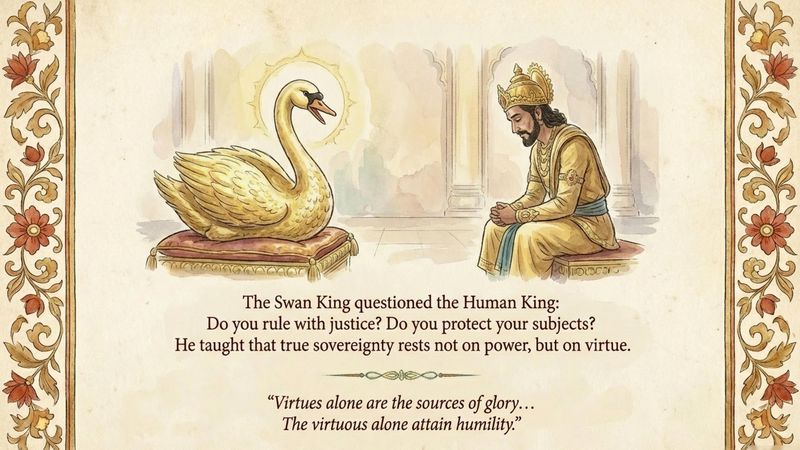 The Swan King questioned the Human King:
Do you rule with justice? Do you protect your subjects?
He taught that true sovereignty rests not on power, but on virtue.
“Virtues alone are the sources of glory…
The virtuous alone attain humility.”